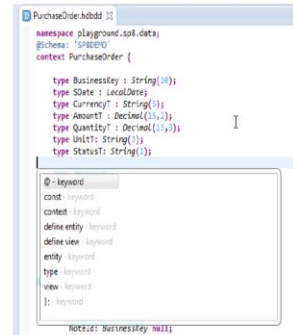 PurchaseOrder.hdbdd
namespace playground.sp8.data;
@Schema: 'SP8DEMO'
context PurchaseOrder {
type BusinessKey : String(10);
type SDate : LocalDate;
type CurrencyT : String(5);
type AmountT : Decimal(15,2);
type QuantityT : Decimal(13,3);
type UnitT: String(3);
type StatusT: String(1);
@ - keyword
const - keyword
context - keyword
define entity - keyword
define view - keyword
entity - keyword
type - keyword
view - keyword
}; - keyword
NoteId: BusinessKey null;